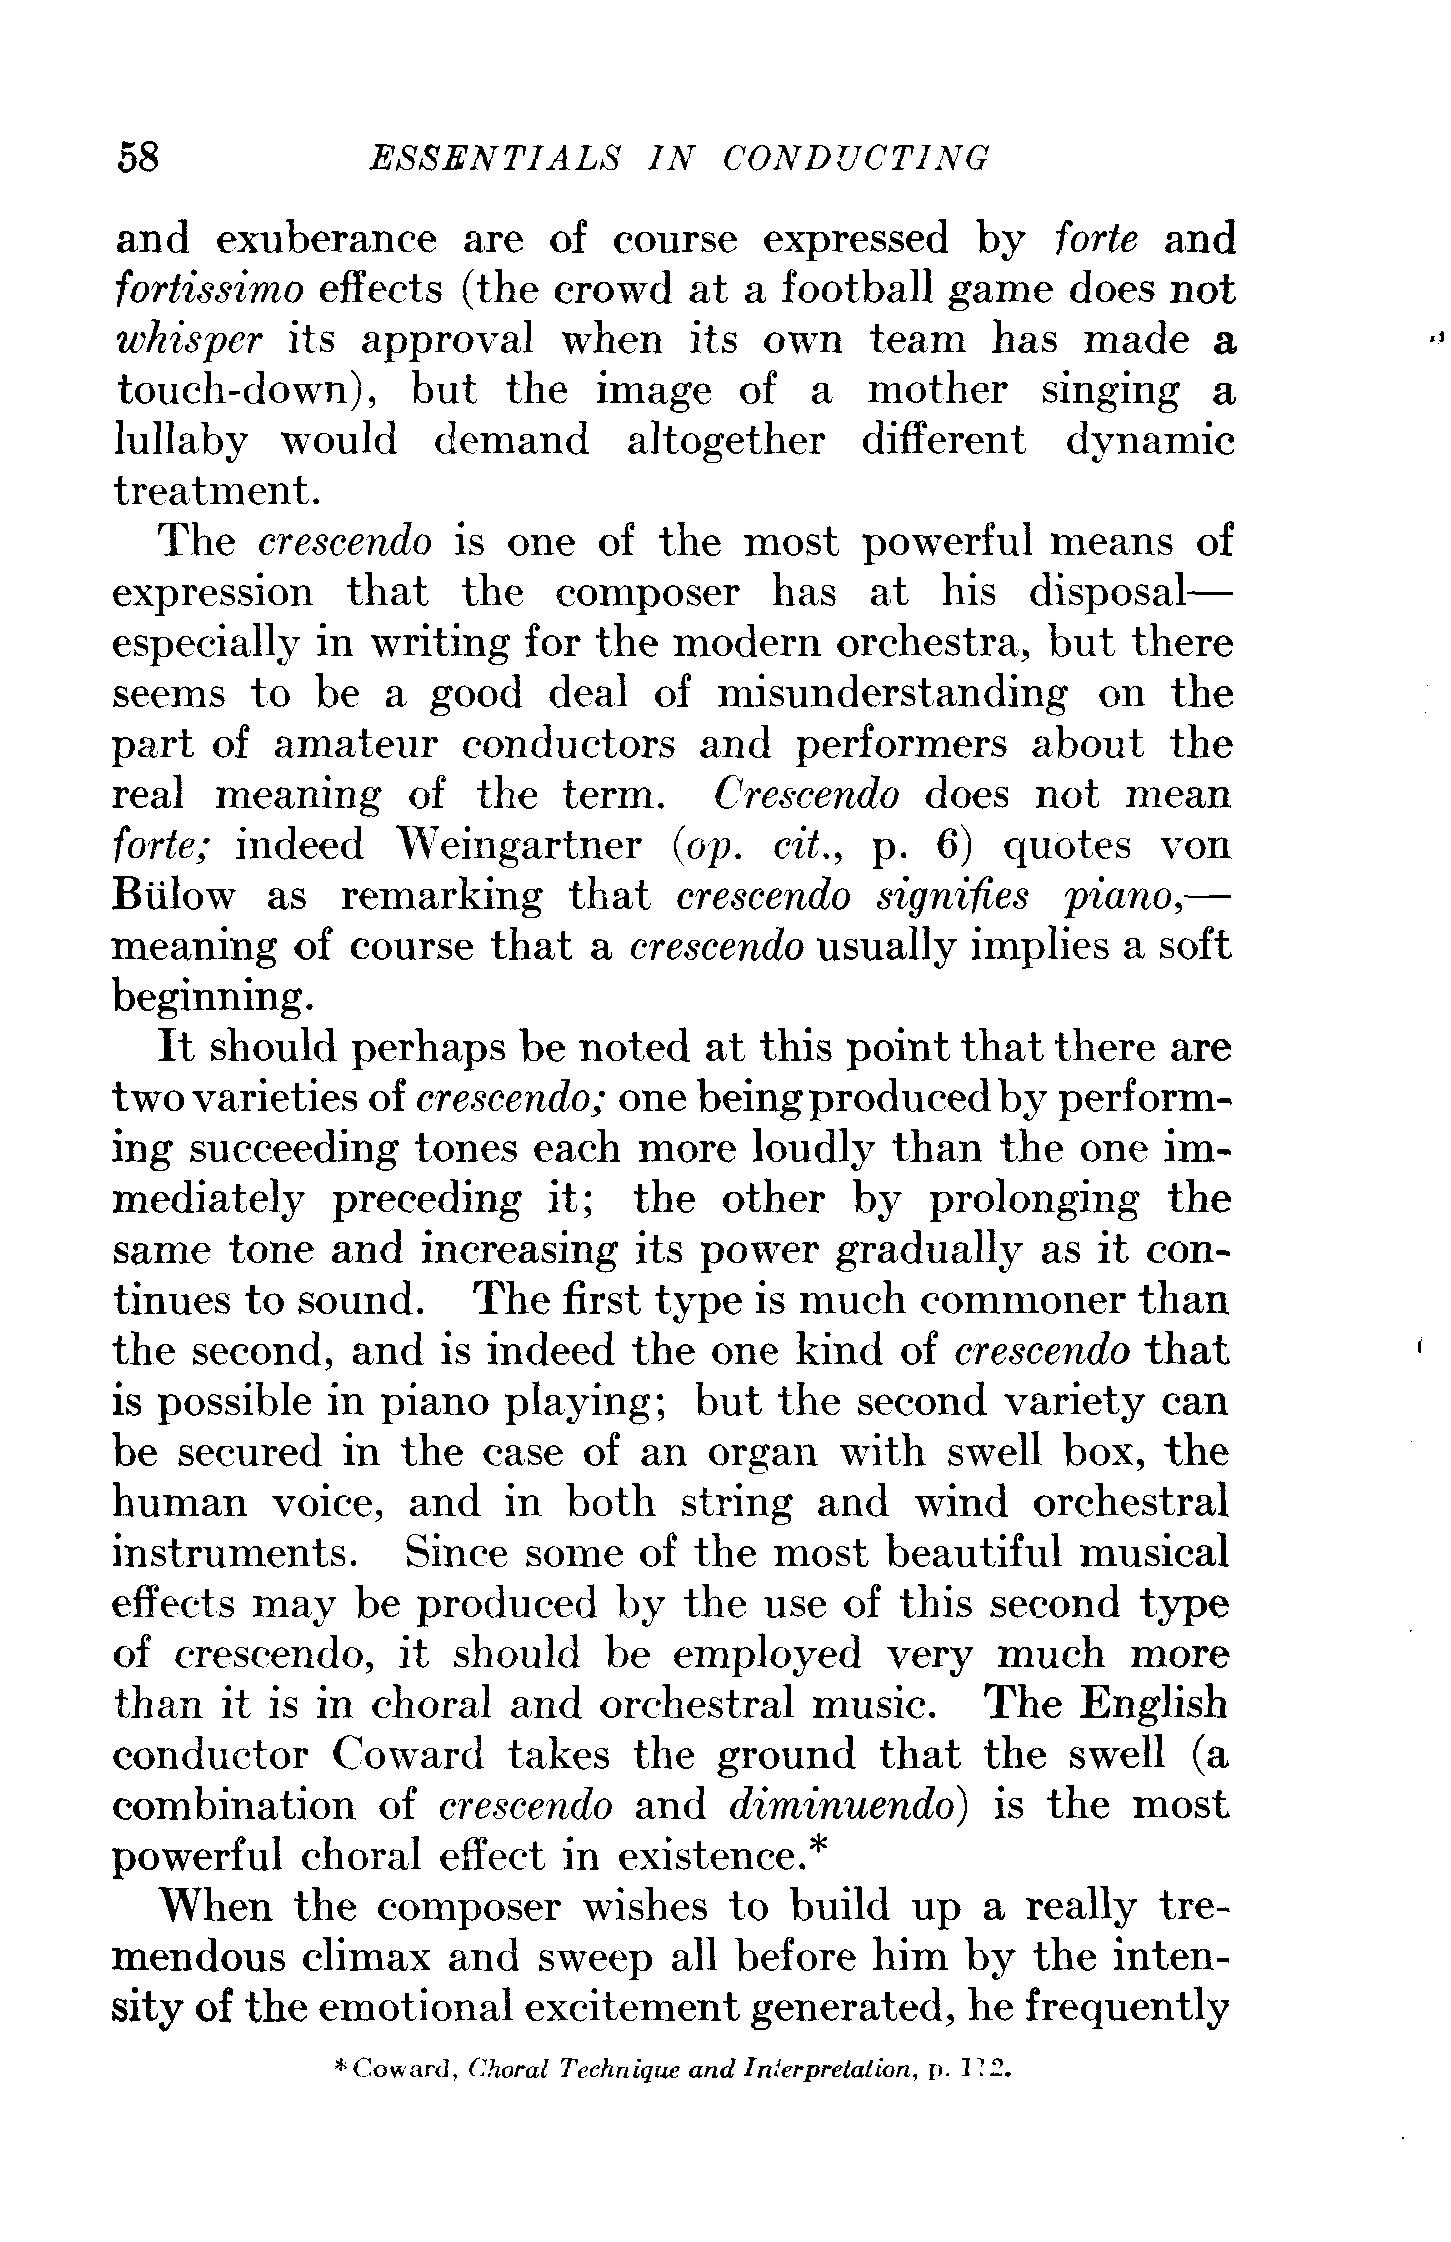 58 ESSENTIALS IN CONDUCTING
and exuberance are of course expressed by forte and
fortissimo effects (the crowd at a football game does not
whisper its approval when its own team has made a
touch-down), but the image of a mother singing a
lullaby would demand altogether different dynamic
treatment.
The crescendo is one of the most powerful means of
expression that the composer has at his disposal—
especially in writing for the modern orchestra, but there
seems to be a good deal of misunderstanding on the
part of amateur conductors and performers about the
real meaning of the term. Crescendo does not mean
forte; indeed Weingartner (op. cit., p. 6) quotes von
Bülow as remarking that crescendo signifies piano,—
meaning of course that a crescendo usually implies a soft
beginning.
It should perhaps be noted at this point that there are
two varieties of crescendo; one being produced by perform-
ing succeeding tones each more loudly than the one im-
mediately preceding it; the other by prolonging the
same tone and increasing its power gradually as it con-
tinues to sound. The first type is much commoner than
the second, and is indeed the one kind of crescendo that
is possible in piano playing; but the second variety can
be secured in the case of an organ with swell box, the
human voice, and in both string and wind orchestral
instruments. Since some of the most beautiful musical
effects may be produced by the use of this second type
of crescendo, it should be employed very much more
than it is in choral and orchestral music. The English
conductor Coward takes the ground that the swell (a
combination of crescendo and diminuendo) is the most
powerful choral effect in existence.*
When the composer wishes to build up a really tre-
mendous climax and sweep all before him by the inten-
sity of the emotional excitement generated, he frequently
*Coward, Choral Technique and Interpretation, p.